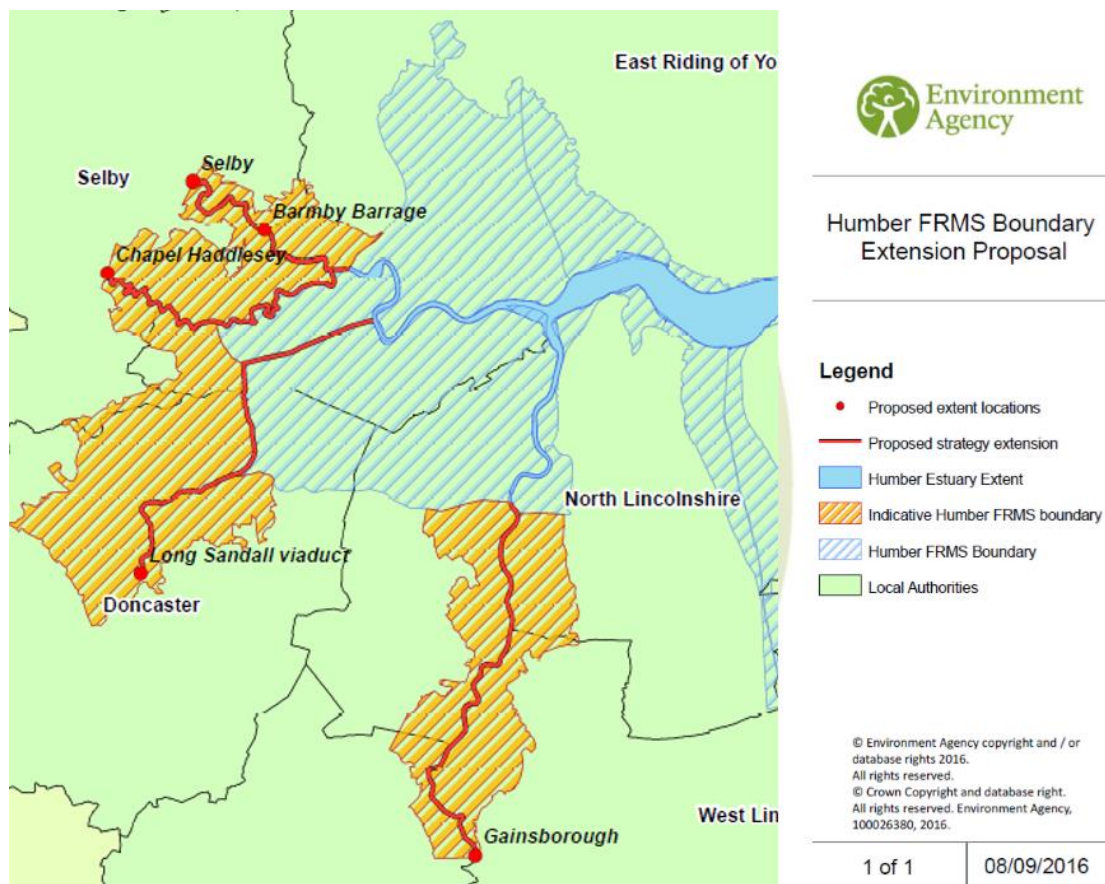 East Riding of Yo
Selby
Selby
Barmby Barrage
Chapel Haddlesey
North Lincolnshire
Long Sandall viaduct
Doncaster
West Lin
Gainsborough
Environment
Agency
Humber FRMS Boundary
Extension Proposal
Legend
Proposed extent locations
Proposed strategy extension
Humber Estuary Extent
Indicative Humber FRMS boundary
Humber FRMS Boundary
Local Authorities
© Environment Agency copyright and / or
database rights 2016.
All rights reserved.
© Crown Copyright and database right.
All rights reserved. Environment Agency,
100026380, 2016.
1 of 1
08/09/2016